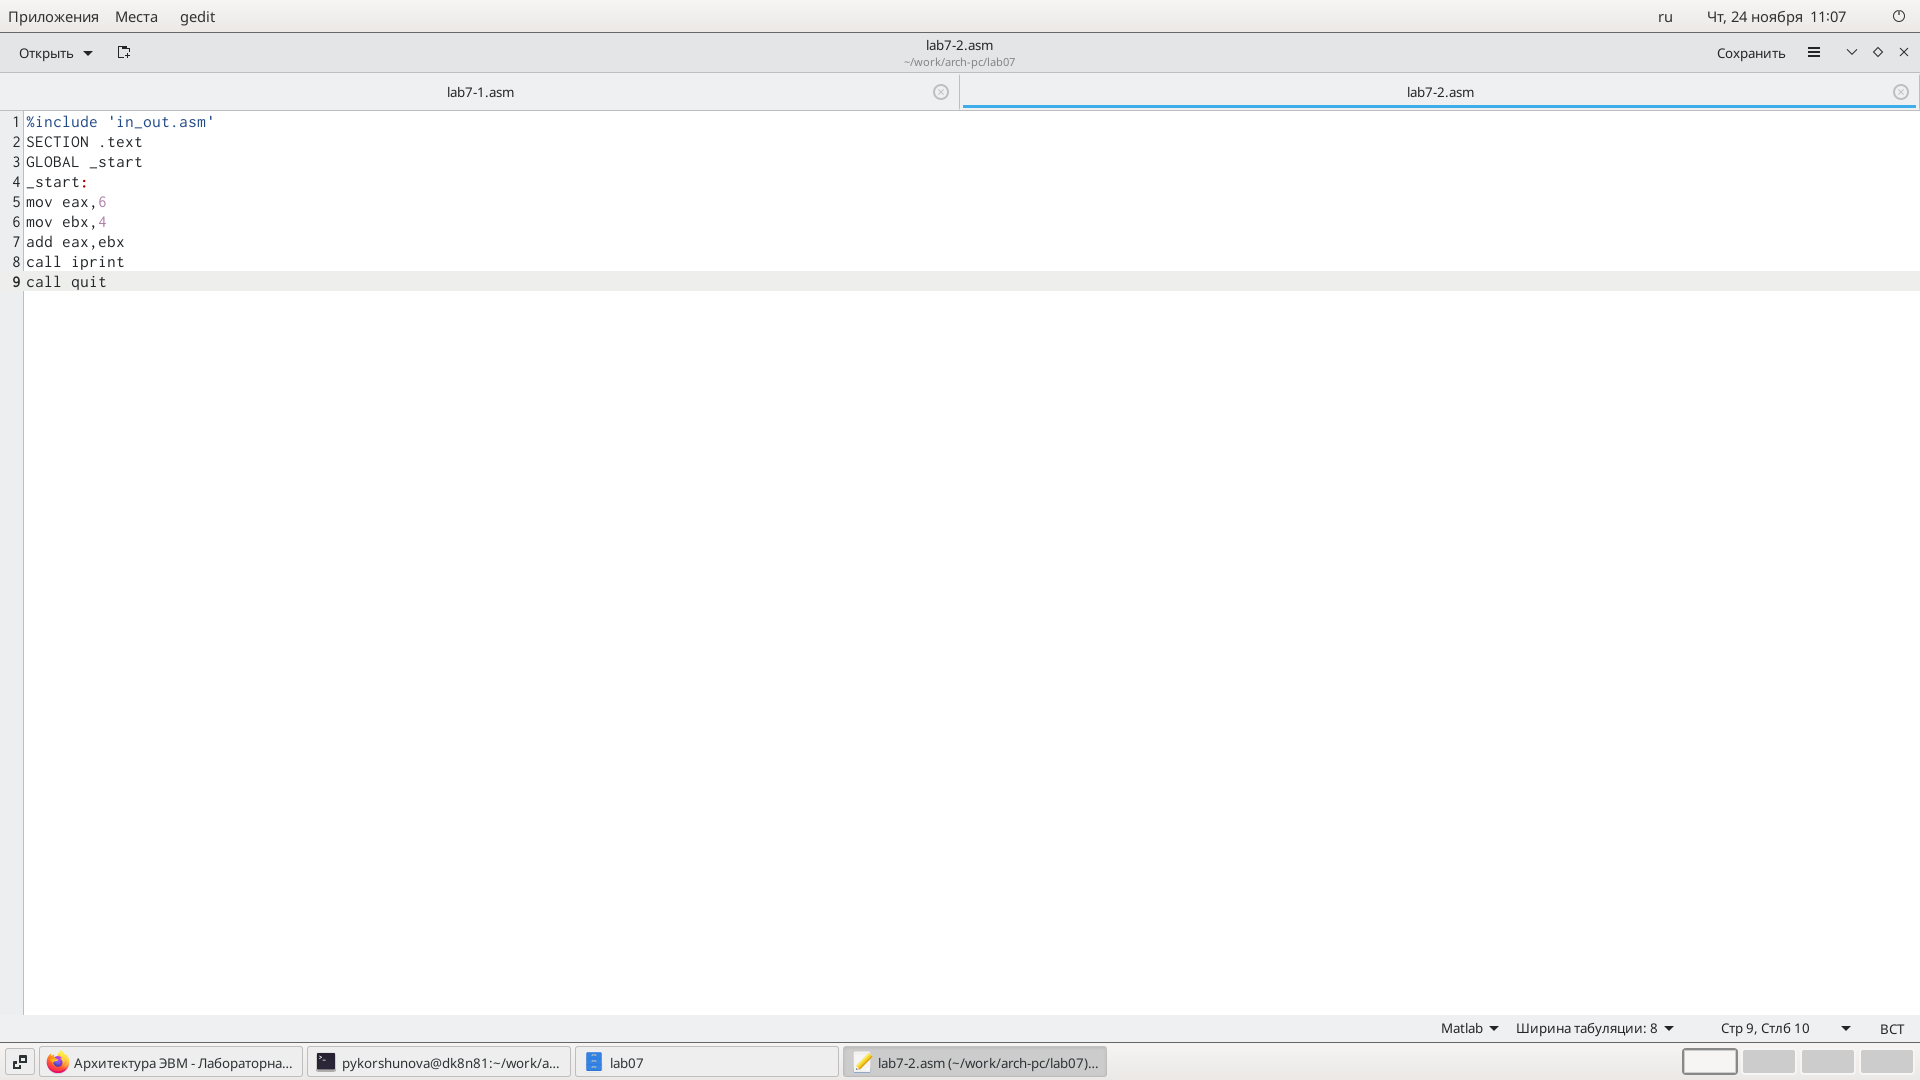 Приложения Места gedit ru Чт, 24 ноября 11:07
Открыть lab7-2.asm Сохранить
~/work/arch-pc/lab07
lab7-1.asm lab7-2.asm
1 %include 'in_out.asm'
2 SECTION .text
3 GLOBAL _start
4 _start:
5 mov eax,6
6 mov ebx,4
7 add eax,ebx
8 call iprint
9 call quit
Matlab Ширина табуляции: 8 Стр 9, Стлб 10 ВСТ
Архитектура ЭВМ - Лабораторна... pykorshunova@dk8n81:~/work/a... lab07 lab7-2.asm (~/work/arch-pc/lab07)...